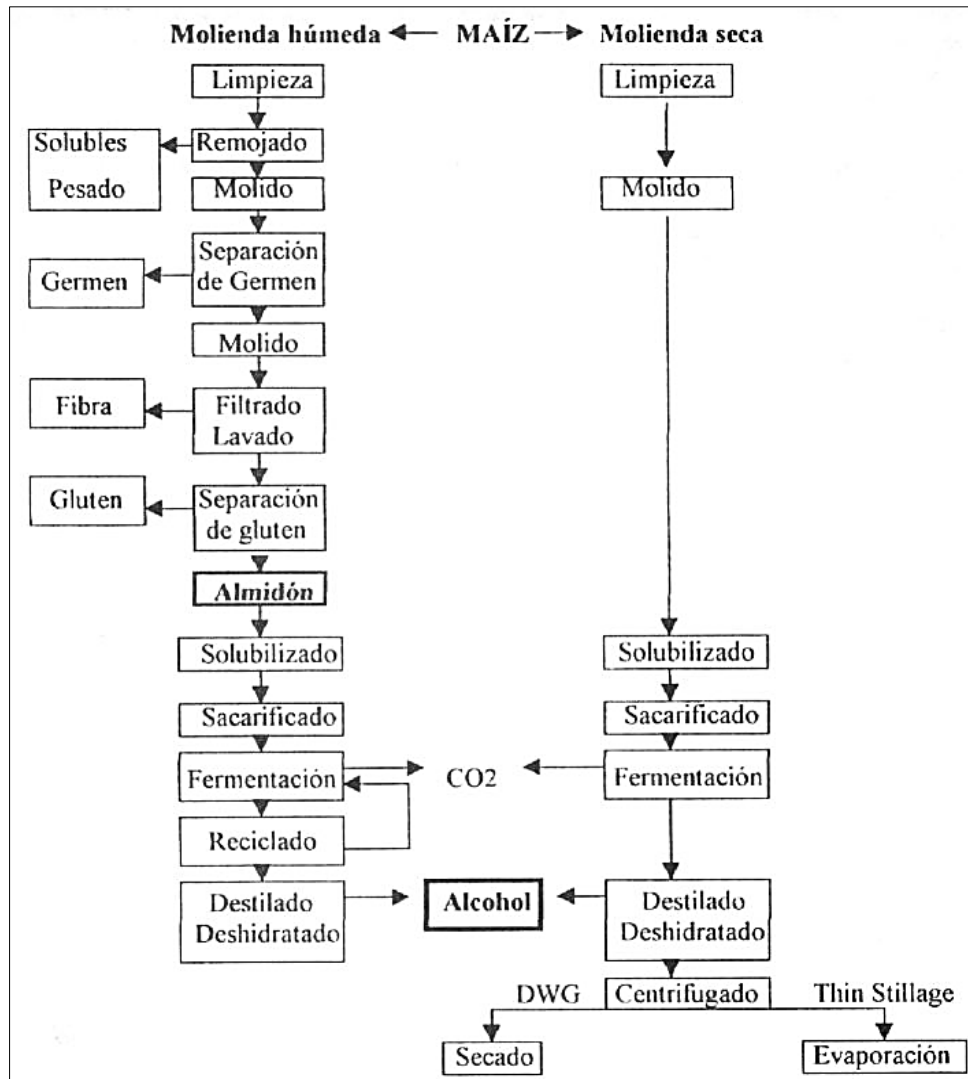 Molienda húmeda MAÍZ Molienda seca
Limpieza
Remojado
Solubles
Pesado
Molido
Separación
de Germen
Germen
Molido
Filtrado
Lavado
Fibra
Separación
de gluten
Gluten
Almidón
Solubilizado
Sacarificado
Fermentación
Reciclado
Destilado
Deshidratado
CO2
Alcohol
Limpieza
Molido
Solubilizado
Sacarificado
Fermentación
Destilado
Deshidratado
Centrifugado
DWG
Thin Stillage
Secado
Evaporación